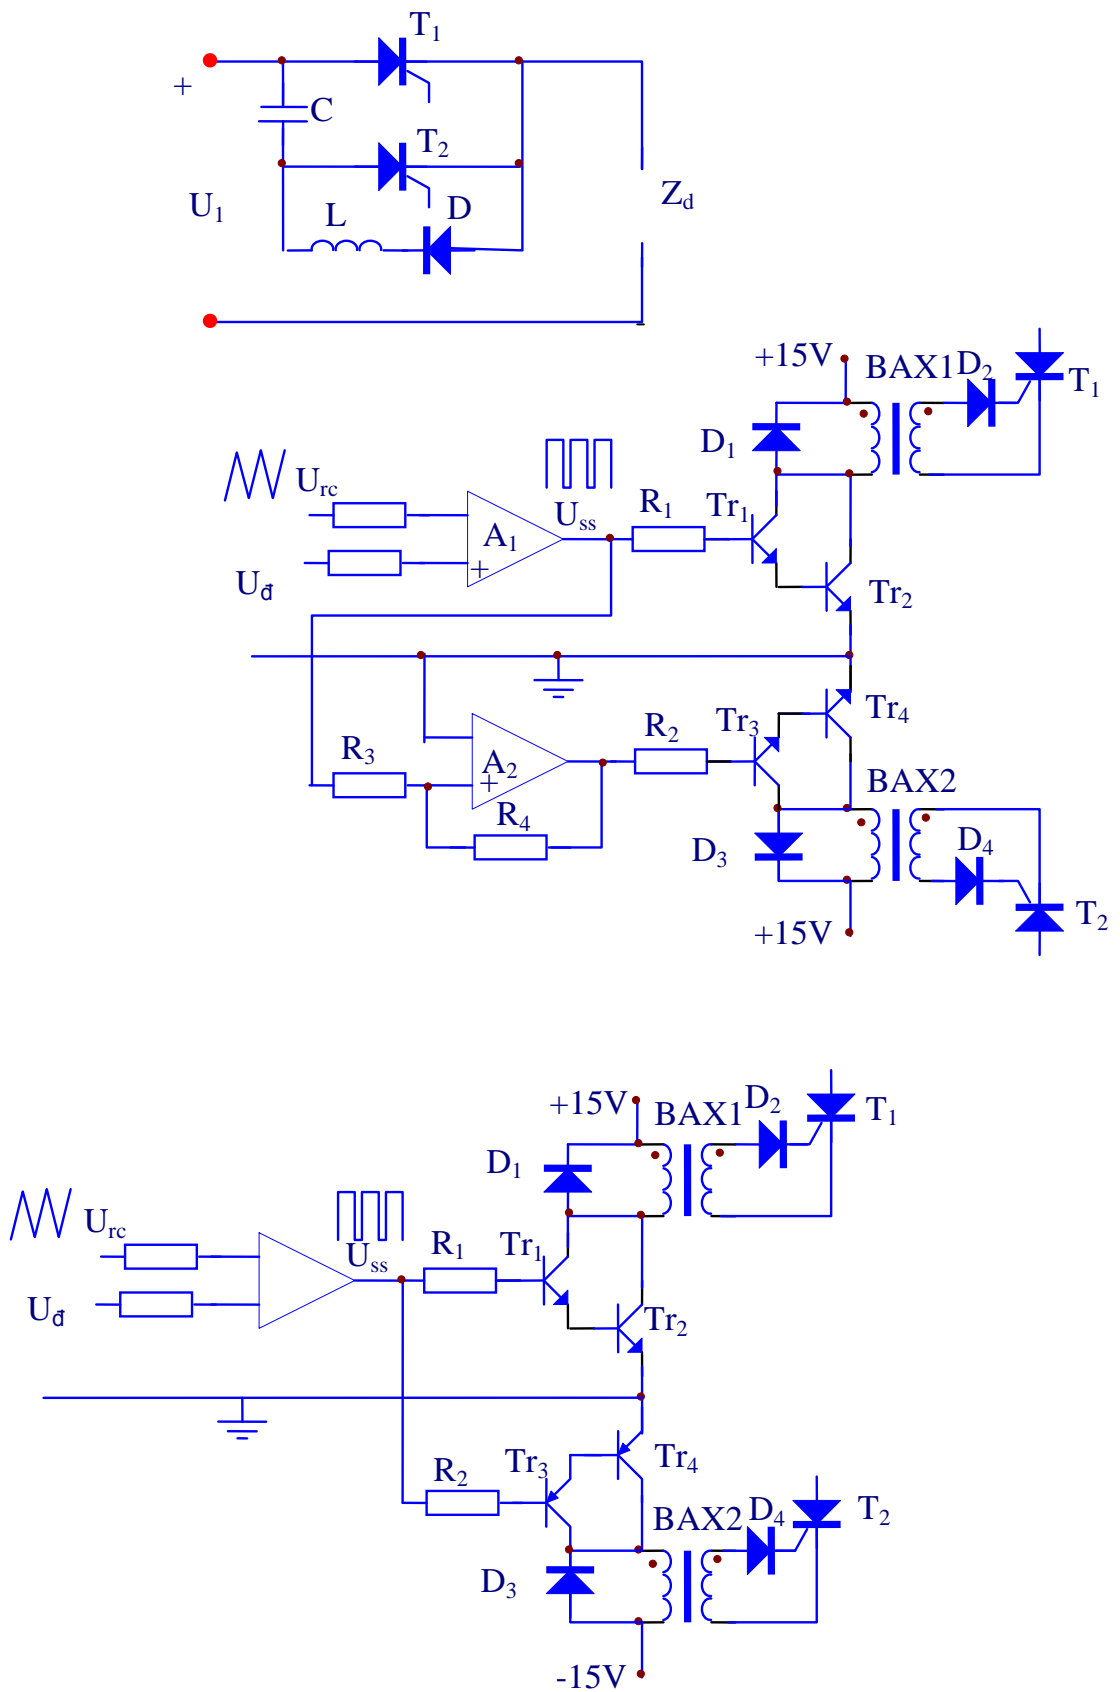 T1
+
C
T2
U1
L
D
Zd
+15V
BAX1
D2
T1
D1
Urc
Uss
R1
Tr1
A1
+
Uđ
Tr2
R3
A2
+
R4
R2
Tr3
Tr4
BAX2
D3
D4
T2
+15V
+15V
BAX1
D2
T1
D1
Urc
Uss
R1
Tr1
Uđ
Tr2
R2
Tr3
Tr4
BAX2
D4
T2
D3
-15V